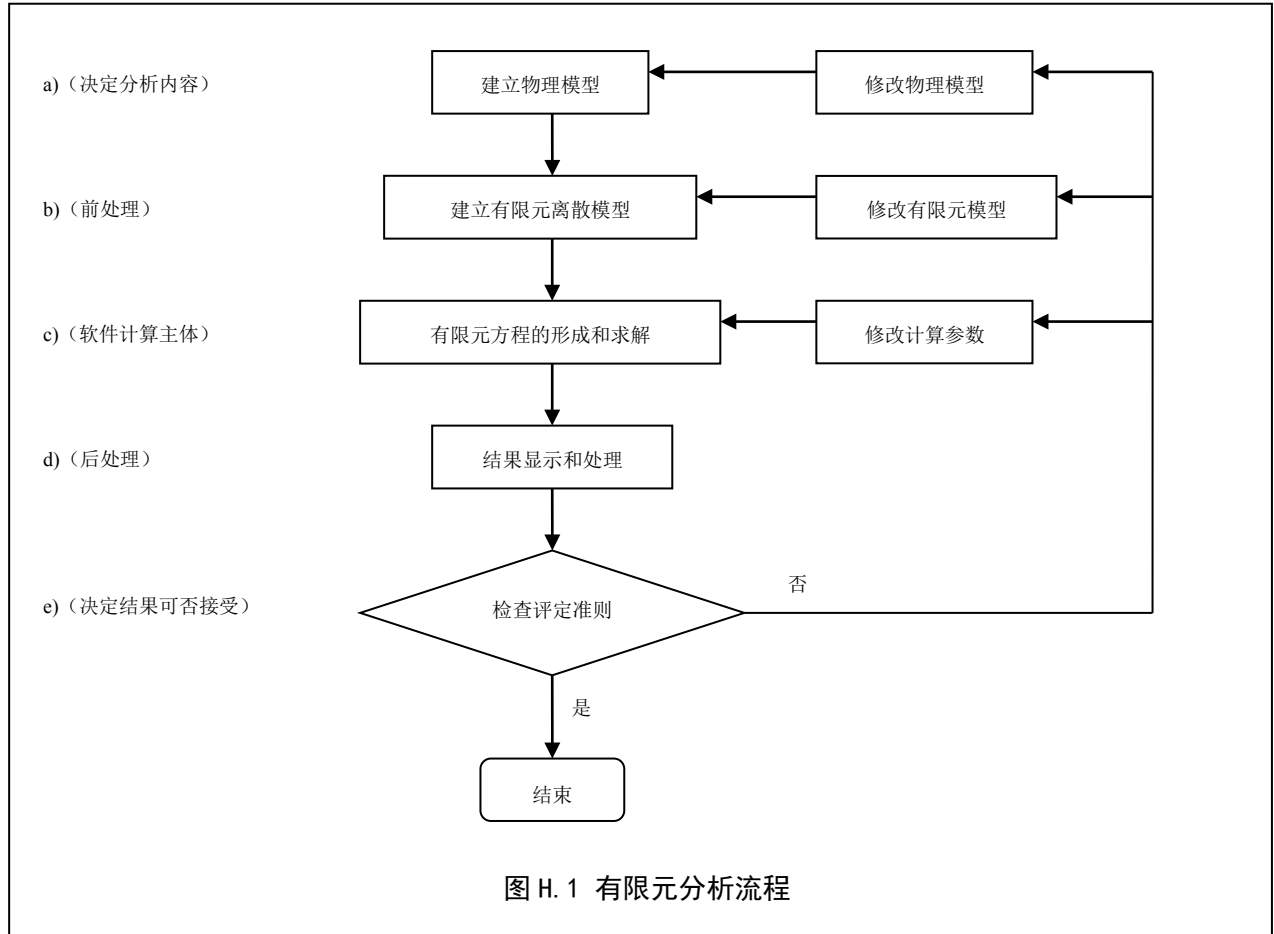 a)（决定分析内容）
建立物理模型
修改物理模型
b)（前处理）
建立有限元离散模型
修改有限元模型
c)（软件计算主体）
有限元方程的形成和求解
修改计算参数
d)（后处理）
结果显示和处理
e)（决定结果可否接受）
检查评定准则
否
是
结束
图 H.1 有限元分析流程